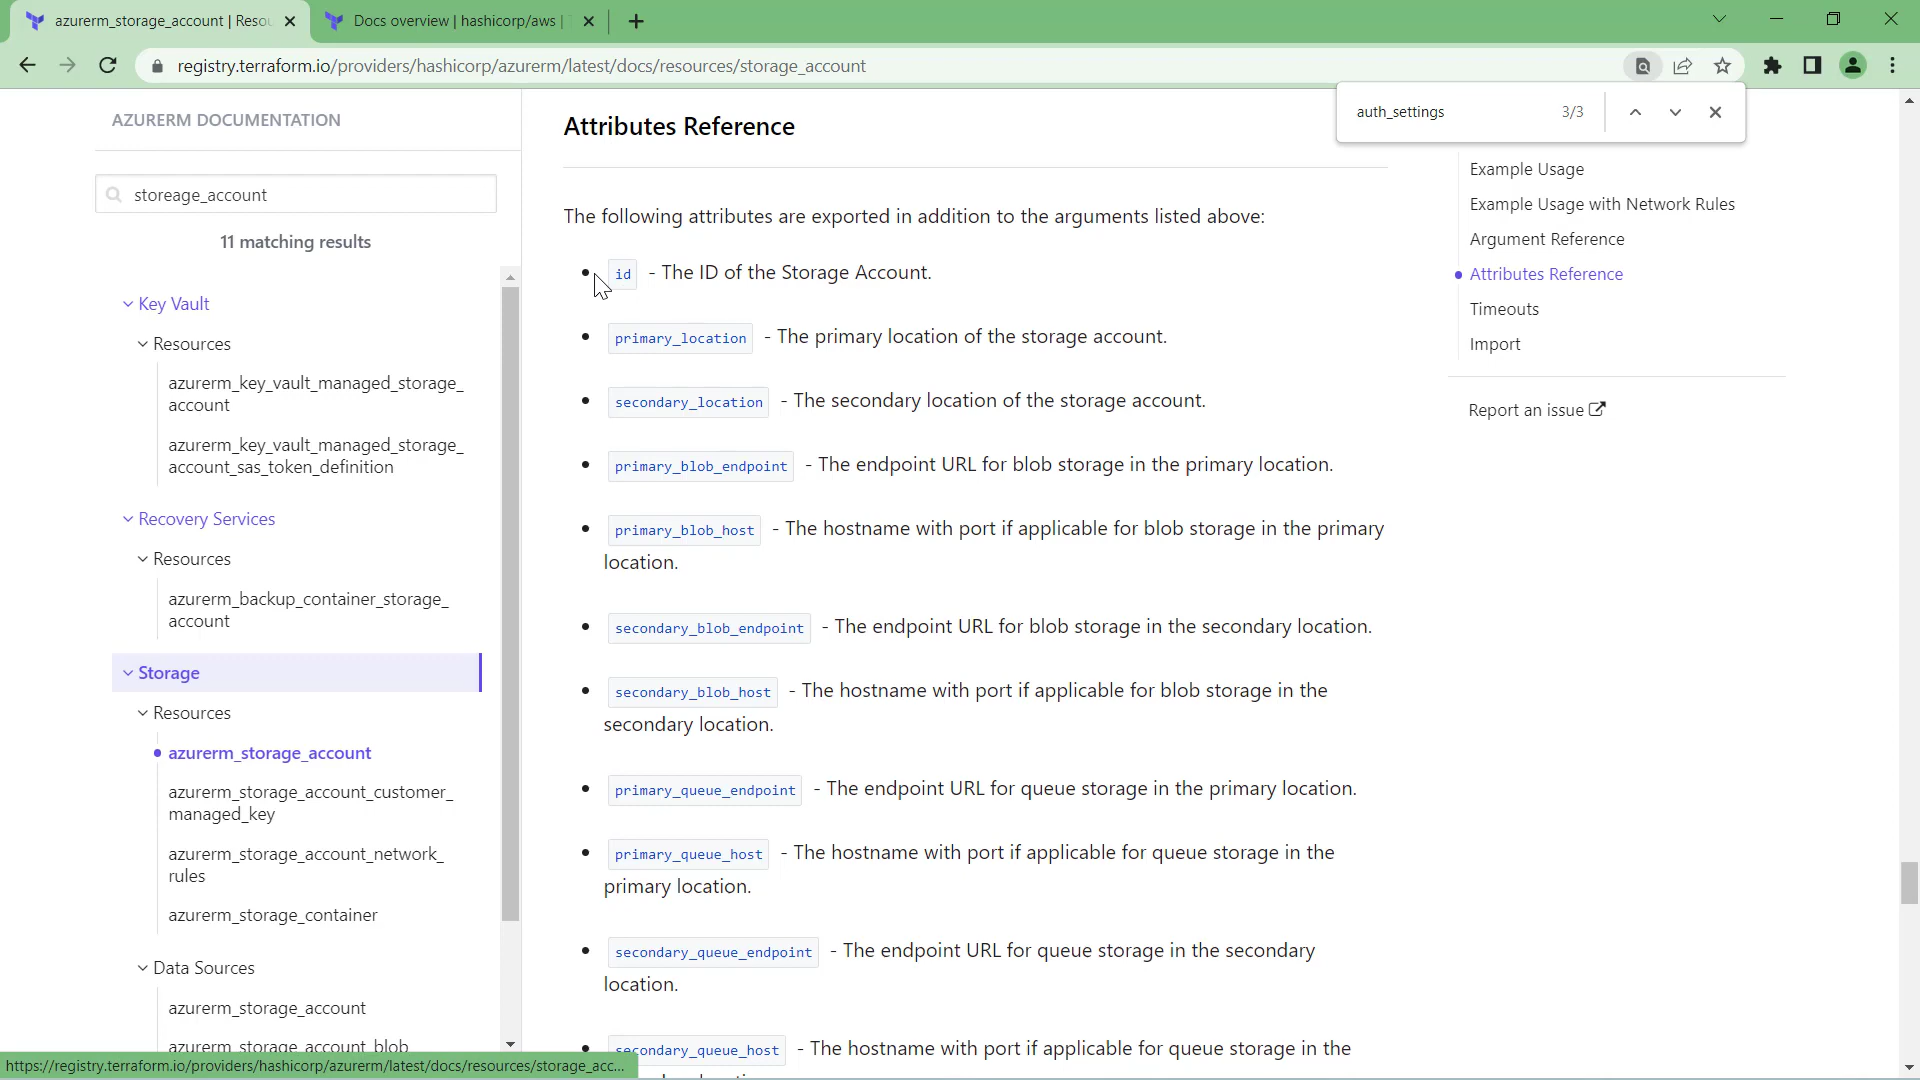 azurerm_storage_account | Reso
Docs overview | hashicorp/aws |
registry.terraform.io/providers/hashicorp/azurerm/latest/docs/resources/storage_account
auth_settings 3/3
AZURERM DOCUMENTATION
storeage_account
11 matching results
Key Vault
Resources
azurerm_key_vault_managed_storage_
account
azurerm_key_vault_managed_storage_
account_sas_token_definition
Recovery Services
Resources
azurerm_backup_container_storage_
account
Storage
Resources
azurerm_storage_account
azurerm_storage_account_customer_
managed_key
azurerm_storage_account_network_
rules
azurerm_storage_container
Data Sources
azurerm_storage_account
azurerm_storage_account_blob
Attributes Reference
The following attributes are exported in addition to the arguments listed above:
id - The ID of the Storage Account.
primary_location - The primary location of the storage account.
secondary_location - The secondary location of the storage account.
primary_blob_endpoint - The endpoint URL for blob storage in the primary location.
primary_blob_host - The hostname with port if applicable for blob storage in the primary
location.
secondary_blob_endpoint - The endpoint URL for blob storage in the secondary location.
secondary_blob_host - The hostname with port if applicable for blob storage in the
secondary location.
primary_queue_endpoint - The endpoint URL for queue storage in the primary location.
primary_queue_host - The hostname with port if applicable for queue storage in the
primary location.
secondary_queue_endpoint - The endpoint URL for queue storage in the secondary
location.
secondary_queue_host - The hostname with port if applicable for queue storage in the
Example Usage
Example Usage with Network Rules
Argument Reference
Attributes Reference
Timeouts
Import
Report an issue
https://registry.terraform.io/providers/hashicorp/azurerm/latest/docs/resources/storage_acc...